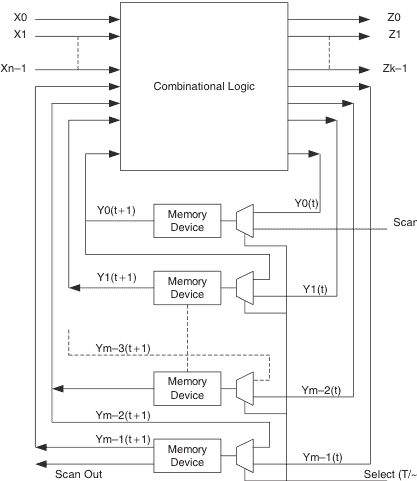 X0
Z0
X1
Z1
Xn–1
Zk–1
Combinational Logic
Y0(t+1)
Memory
Device
Y0(t)
Scan
Y1(t+1)
Memory
Device
Y1(t)
Ym–3(t+1)
Memory
Device
Ym–2(t)
Ym–2(t+1)
Ym–1(t+1)
Memory
Device
Ym–1(t)
Scan Out
Select (T/~